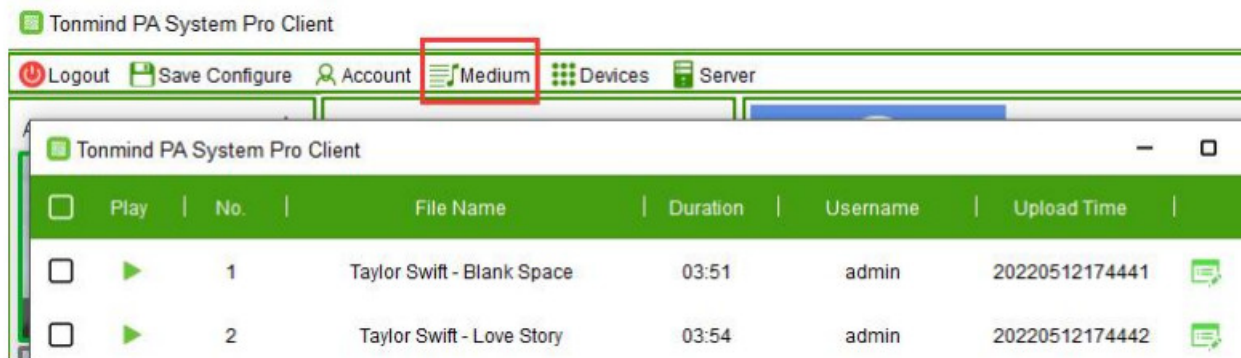 Tonmind PA System Pro Client
Logout Save Configure Account Medium Devices Server
Tonmind PA System Pro Client
Play No. File Name Duration Username Upload Time
1 Taylor Swift - Blank Space 03:51 admin 20220512174441
2 Taylor Swift - Love Story 03:54 admin 20220512174442